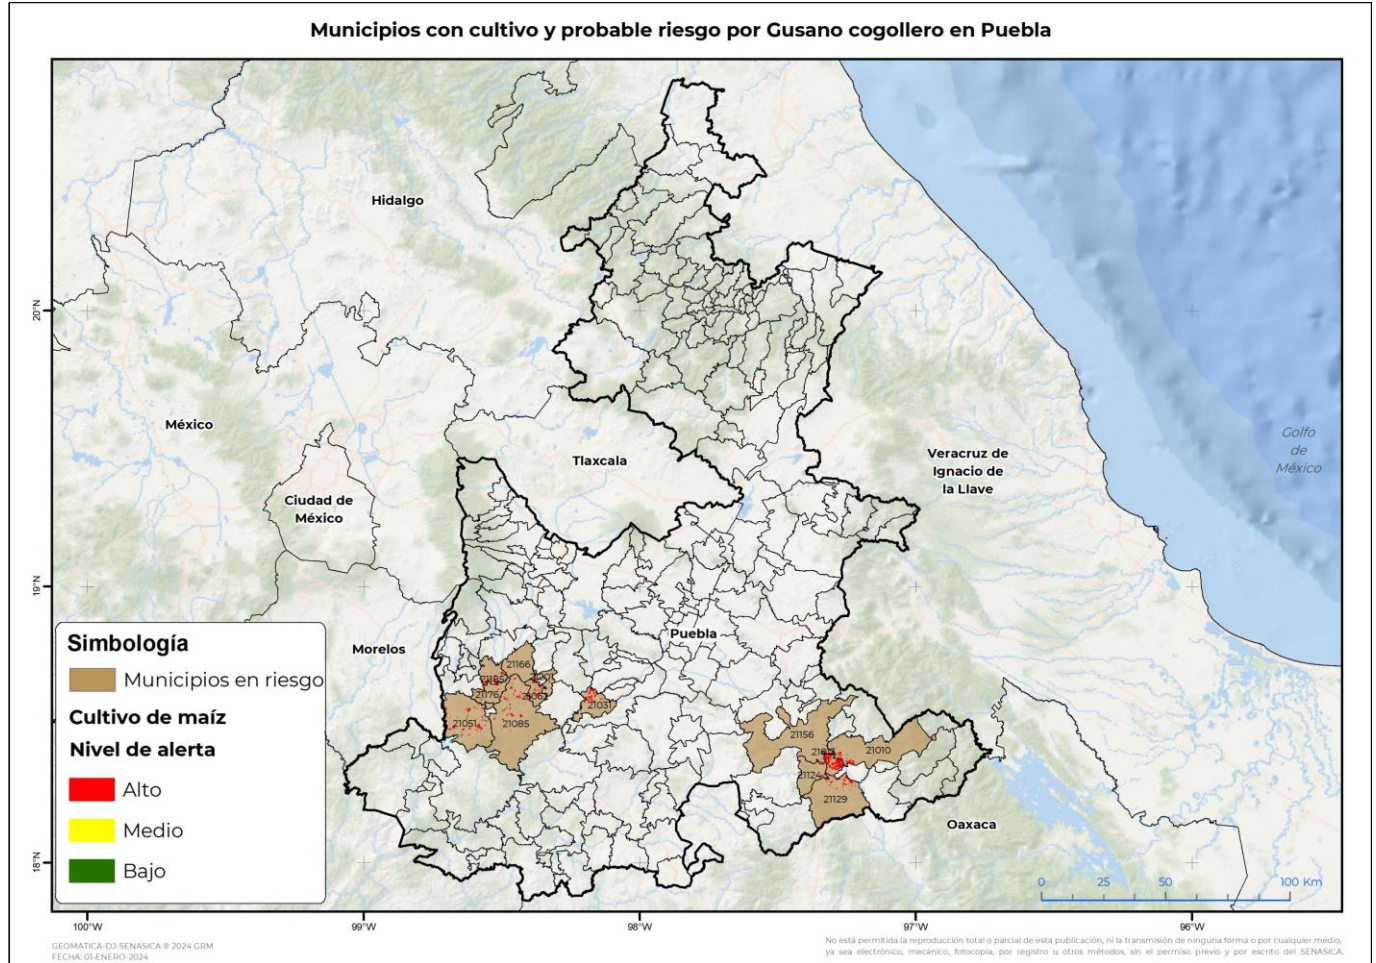 Municipios con cultivo y probable riesgo por Gusano cogollero en Puebla
Hidalgo
20°N
México
Tlaxcala
Veracruz de
Ignacio de
la Llave
Golfo
de
México
Ciudad de
México
19°N
Morelos
Puebla
21166
21176
21031
21051
21085
21156
21010
21124
21129
Oaxaca
18°N
Simbología
Municipios en riesgo
Cultivo de maíz
Nivel de alerta
Alto
Medio
Bajo
0 25 50 100 Km
100°W 99°W 98°W 97°W 96°W
GEOMATICA-DJ-SENASICA ® 2024 GRM
FECHA: 01-ENERO-2024
No está permitida la reproducción total o parcial de esta publicación, ni la transmisión de ninguna forma o por cualquier medio,
ya sea electrónico, mecánico, fotocopia, por registro u otros métodos, sin el permiso previo y por escrito del SENASICA.